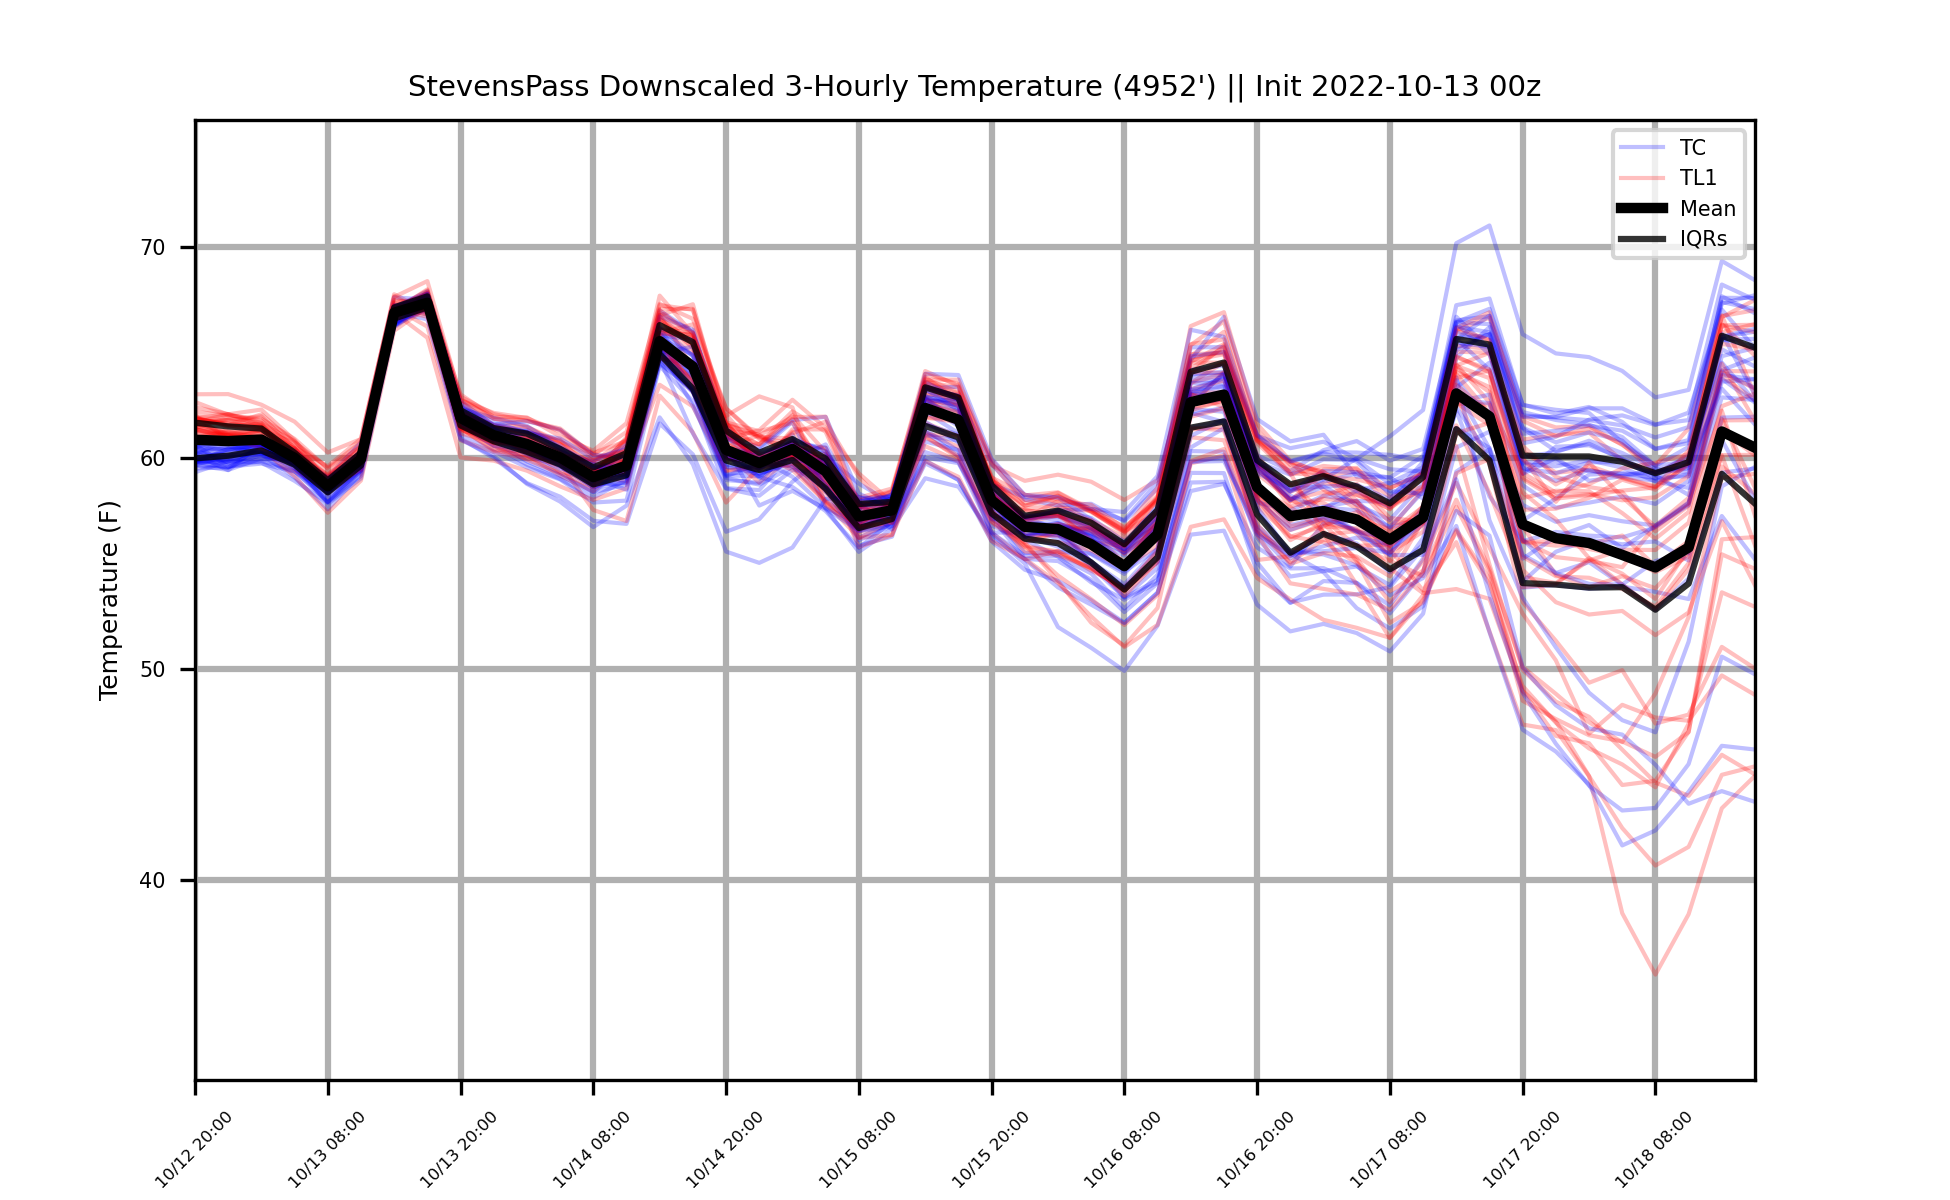 StevensPass Downscaled 3-Hourly Temperature (4952') || Init 2022-10-13 00z
TC
TL1
Mean
IQRs
Temperature (F)
70
60
50
40
10/12 20:00
10/13 08:00
10/13 20:00
10/14 08:00
10/14 20:00
10/15 08:00
10/15 20:00
10/16 08:00
10/16 20:00
10/17 08:00
10/17 20:00
10/18 08:00